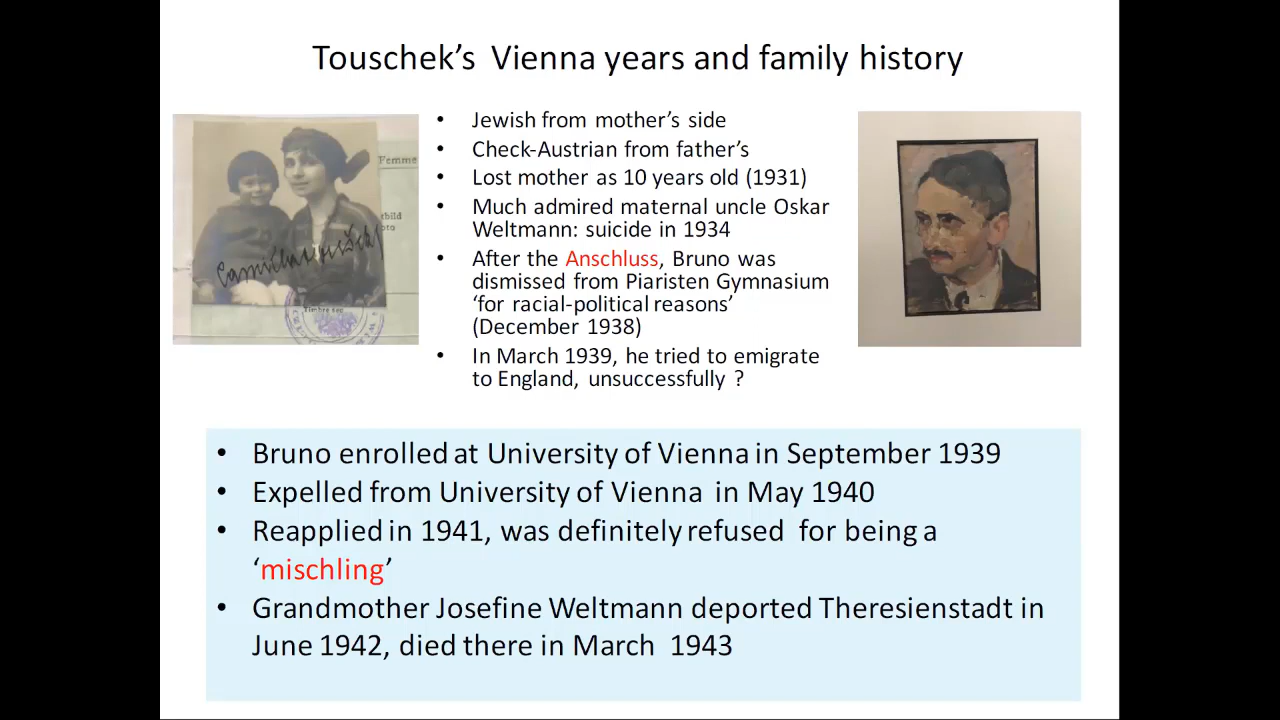 Touschek's Vienna years and family history
• Jewish from mother's side
• Check-Austrian from father's
• Lost mother as 10 years old (1931)
• Much admired maternal uncle Oskar
Weltmann: suicide in 1934
• After the Anschluss, Bruno was
dismissed from Piaristen Gymnasium
‘for racial-political reasons’
(December 1938)
• In March 1939, he tried to emigrate
to England, unsuccessfully ?
Femme
bild
oto
Timbre sec
• Bruno enrolled at University of Vienna in September 1939
• Expelled from University of Vienna in May 1940
• Reapplied in 1941, was definitely refused for being a
‘mischling’
• Grandmother Josefine Weltmann deported Theresienstadt in
June 1942, died there in March 1943